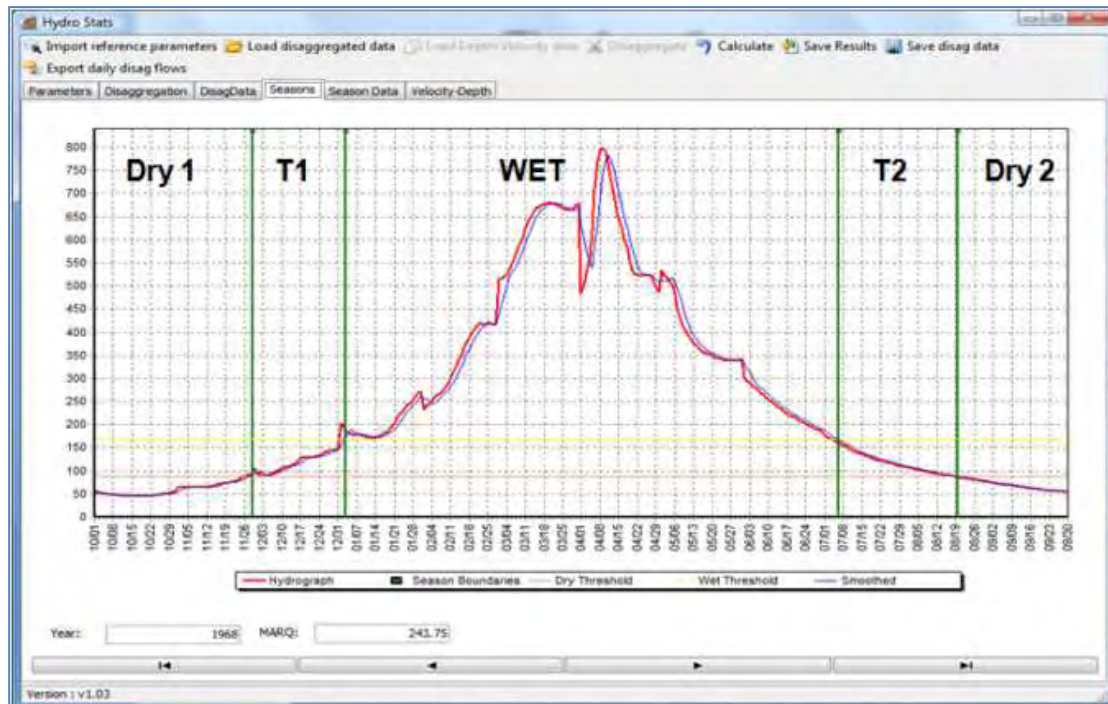 Hydro Stats
Import reference parameters Load disaggregated data Load Depth Velocity data Disaggregate Calculate Save Results Save disag data
Export daily disag flows
Parameters Disaggregation DisagData Seasons Season Data Velocity-Depth
Dry 1 T1 WET T2 Dry 2
800
750
700
650
600
550
500
450
400
350
300
250
200
150
100
50
0
10/01 10/08 10/15 10/22 10/29 11/05 11/12 11/19 11/26 12/03 12/10 12/17 12/24 12/31 01/07 01/14 01/21 01/28 02/04 02/11 02/18 02/25 03/04 03/11 03/18 03/25 04/01 04/08 04/15 04/22 04/29 05/06 05/13 05/20 05/27 06/03 06/10 06/17 06/24 07/01 07/08 07/15 07/22 07/29 08/05 08/12 08/19 08/26 09/02 09/09 09/16 09/23 09/30
Hydrograph Season Boundaries Dry Threshold Wet Threshold Smoothed
Year: 1968 MARQ: 243.75
Version : v1.03